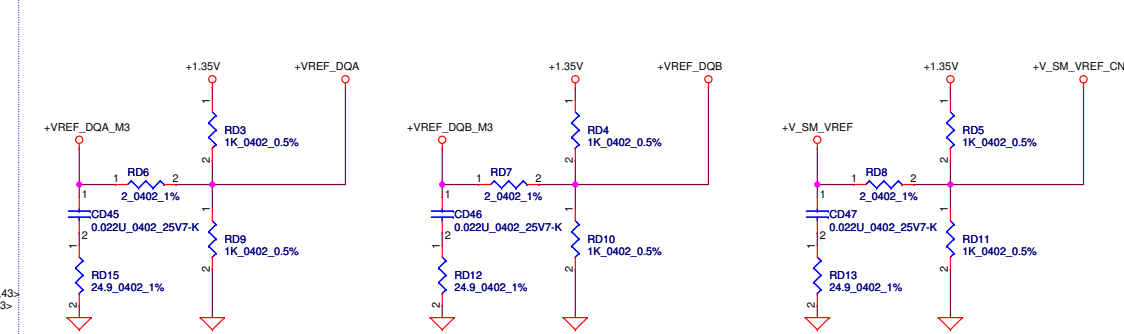 +1.35V
+VREF_DQA
+VREF_DQA_M3
1
RD3
1K_0402_0.5%
2
RD6
1
2
2_0402_1%
1
CD45
0.022U_0402_25V7-K
2
1
RD9
1K_0402_0.5%
2
1
RD15
24.9_0402_1%
2
+1.35V
+VREF_DQB
+VREF_DQB_M3
1
RD4
1K_0402_0.5%
2
RD7
1
2
2_0402_1%
1
CD46
0.022U_0402_25V7-K
2
1
RD10
1K_0402_0.5%
2
1
RD12
24.9_0402_1%
2
+1.35V
+V_SM_VREF_CN
+V_SM_VREF
1
RD5
1K_0402_0.5%
2
RD8
1
2
2_0402_1%
1
CD47
0.022U_0402_25V7-K
2
1
RD11
1K_0402_0.5%
2
1
RD13
24.9_0402_1%
2
43>
3>